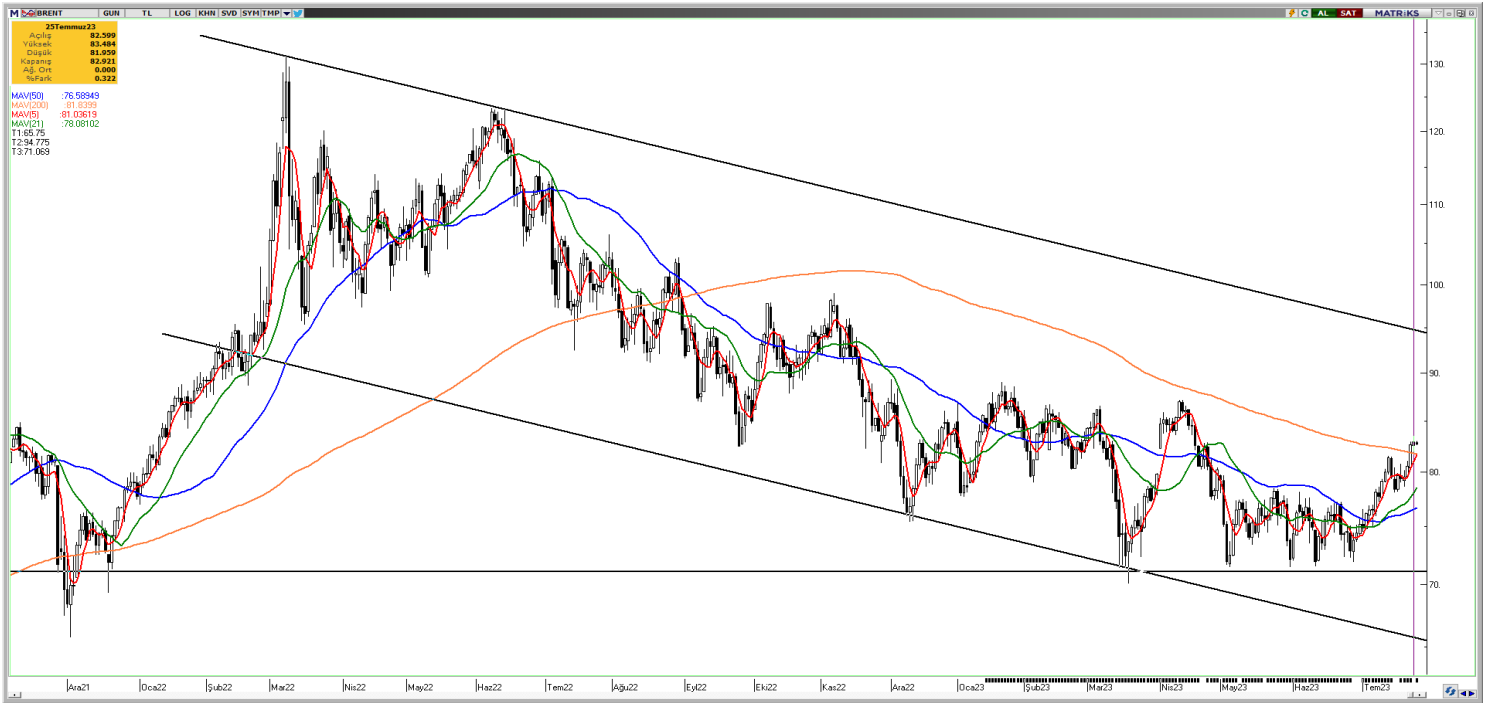 M BRENT GUN TL LOG KHN SVD SYM TMP AL SAT MATRiKS
25Temmuz23
Açılış 82.599
Yüksek 83.484
Düşük 81.959
Kapanış 82.921
Ağ. Ort 0.000
%Fark 0.322
MAV(50) :76.58949
MAV(200) :81.8399
MAV(5) :81.03619
MAV(21) :78.08102
T1:65.75
T2:94.775
T3:71.069
130.
120.
110.
100.
90.
80.
70.
Ara21 Oca22 Şub22 Mar22 Nis22 May22 Haz22 Tem22 Ağu22 Eyl22 Eki22 Kas22 Ara22 Oca23 Şub23 Mar23 Nis23 May23 Haz23 Tem23